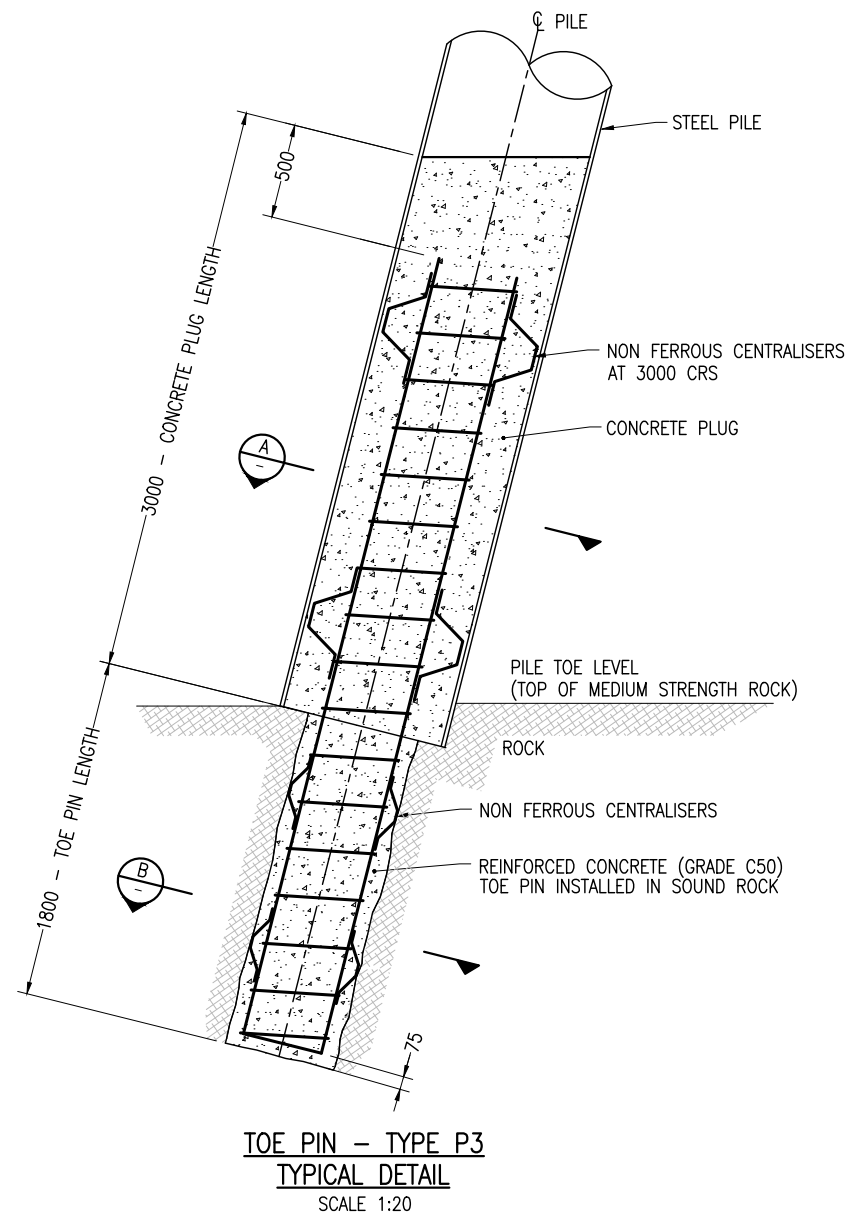 ℄ PILE
STEEL PILE
500
3000 – CONCRETE PLUG LENGTH
NON FERROUS CENTRALISERS
AT 3000 CRS
CONCRETE PLUG
A
–
PILE TOE LEVEL
(TOP OF MEDIUM STRENGTH ROCK)
ROCK
1800 – TOE PIN LENGTH
NON FERROUS CENTRALISERS
B
–
REINFORCED CONCRETE (GRADE C50)
TOE PIN INSTALLED IN SOUND ROCK
75
TOE PIN – TYPE P3
TYPICAL DETAIL
SCALE 1:20